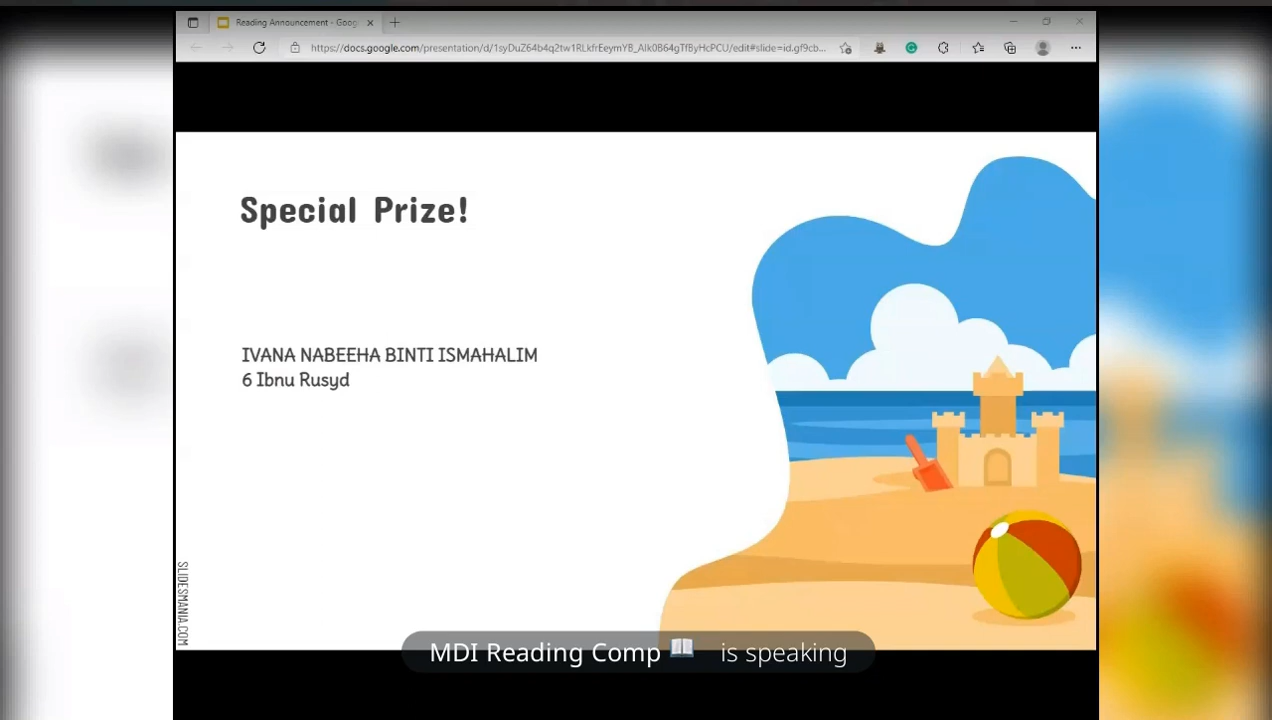 Reading Announcement - Goog
https://docs.google.com/presentation/d/1syDuZ64b4q2tw1RLkfrEeymYB_AIk0B64gTfByHcPCU/edit#slide=id.gf9cb...
Special Prize!
IVANA NABEEHA BINTI ISMAHALIM
6 Ibnu Rusyd
SLIDESMANIA.COM
MDI Reading Comp 📖 is speaking